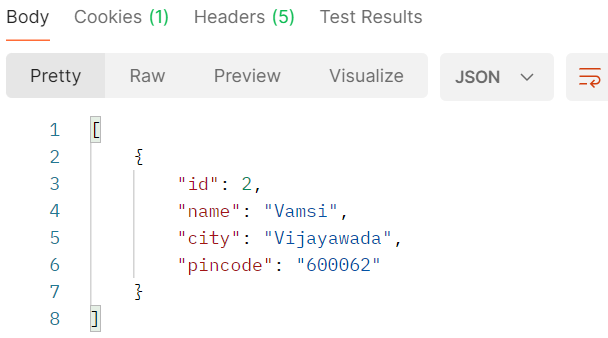 Body Cookies (1) Headers (5) Test Results
Pretty Raw Preview Visualize JSON
1 [
2 {
3 "id": 2,
4 "name": "Vamsi",
5 "city": "Vijayawada",
6 "pincode": "600062"
7 }
8 ]